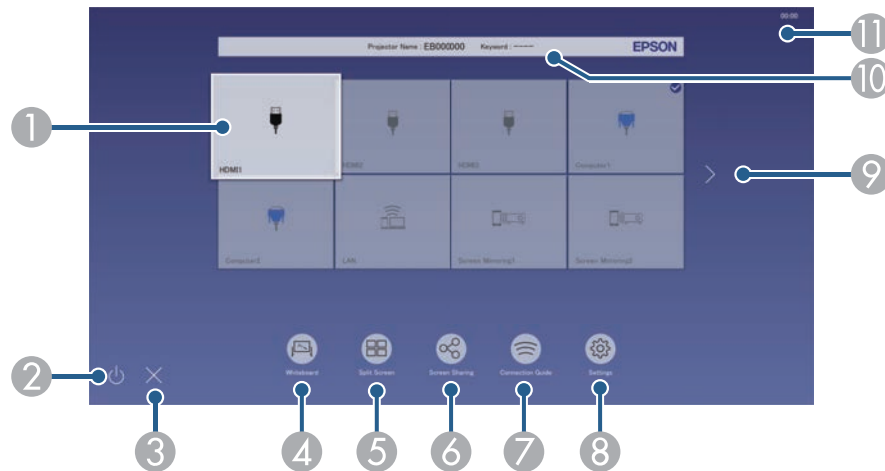 00:00
11
Projector Name : EB000000 Keyword : -------- EPSON
10
1
HDMI1 HDMI2 HDMI3 Computer1
9
Computer2 LAN Screen Mirroring1 Screen Mirroring2
2
Whiteboard Split Screen Screen Sharing Connection Guide Settings
3 4 5 6 7 8